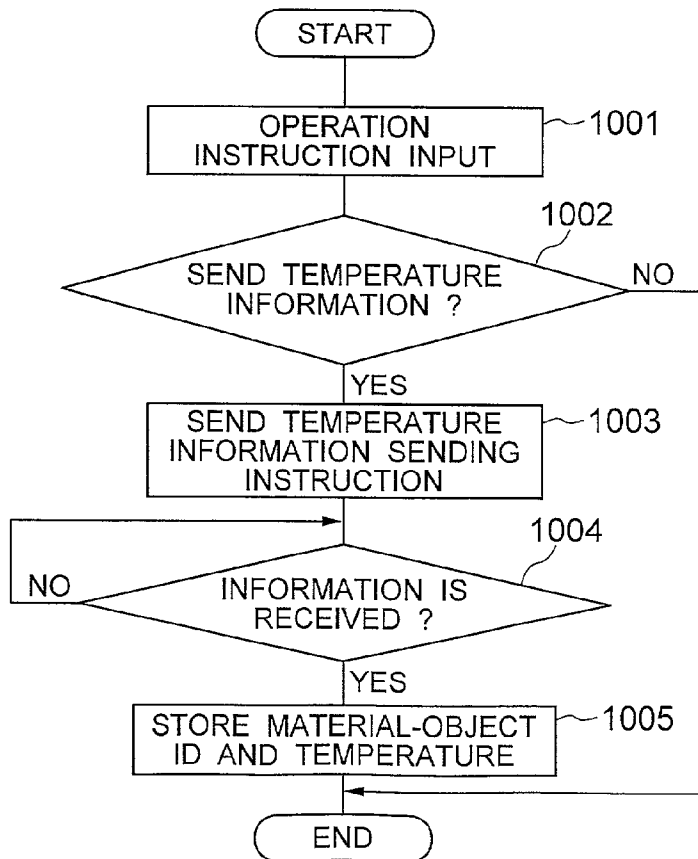 START
OPERATION
INSTRUCTION INPUT
1001
1002
SEND TEMPERATURE
INFORMATION ?
NO
YES
SEND TEMPERATURE
INFORMATION SENDING
INSTRUCTION
1003
1004
INFORMATION IS
RECEIVED ?
NO
YES
STORE MATERIAL-OBJECT
ID AND TEMPERATURE
1005
END